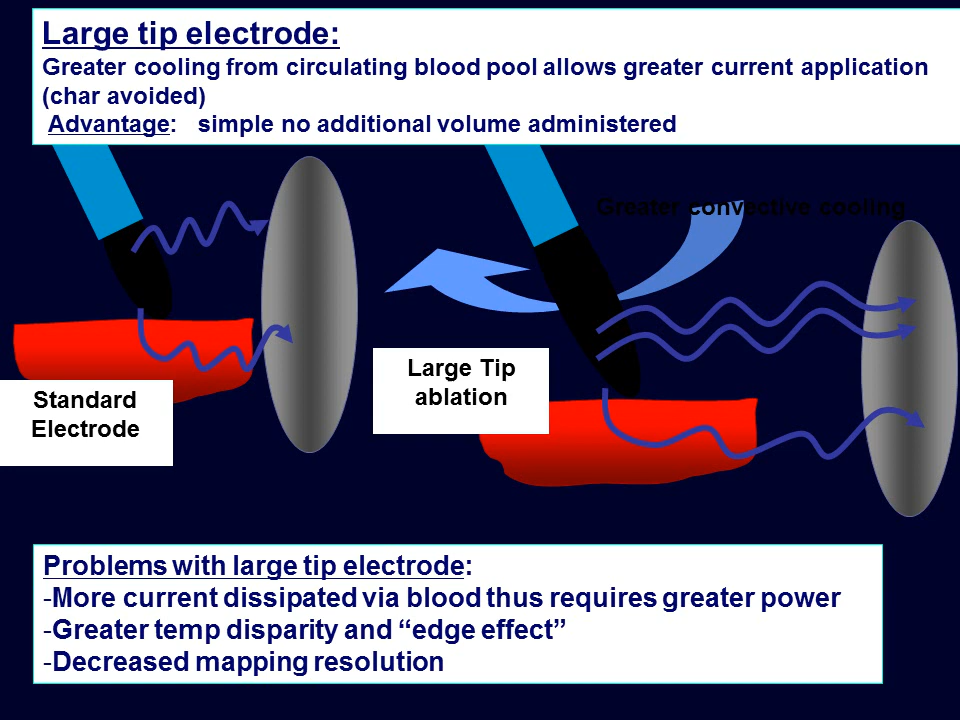 Large tip electrode:
Greater cooling from circulating blood pool allows greater current application
(char avoided)
Advantage: simple no additional volume administered
Greater convective cooling
Large Tip
ablation
Standard
Electrode
Problems with large tip electrode:
-More current dissipated via blood thus requires greater power
-Greater temp disparity and “edge effect”
-Decreased mapping resolution